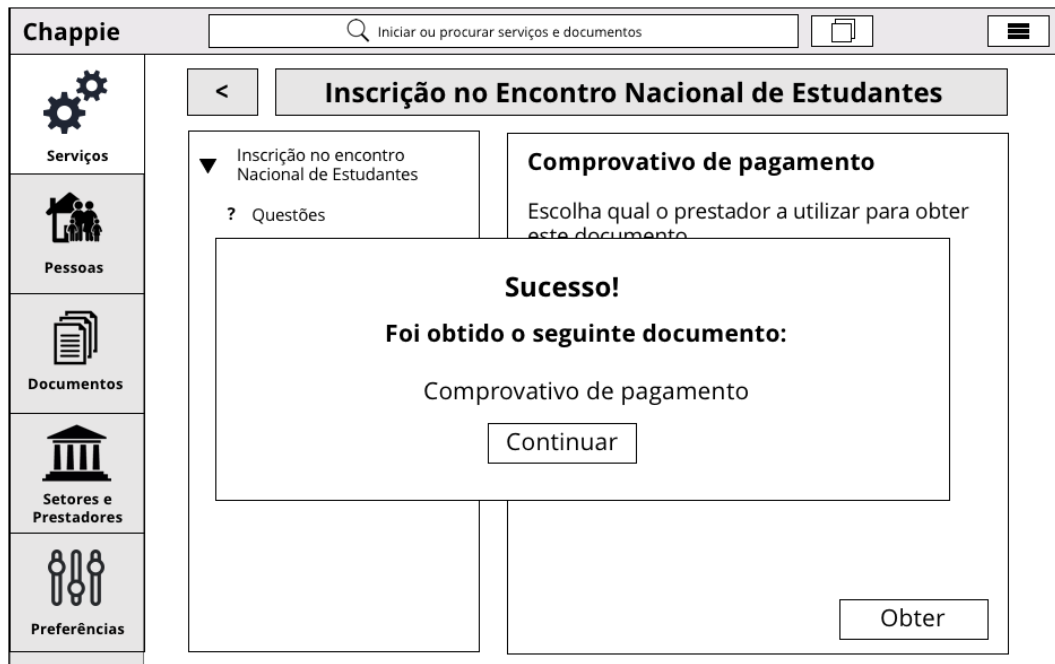 Chappie
Iniciar ou procurar serviços e documentos
Serviços
Pessoas
Documentos
Setores e
Prestadores
Preferências
<
Inscrição no Encontro Nacional de Estudantes
Inscrição no encontro
Nacional de Estudantes
? Questões
Comprovativo de pagamento
Escolha qual o prestador a utilizar para obter
este documento
Sucesso!
Foi obtido o seguinte documento:
Comprovativo de pagamento
Continuar
Obter